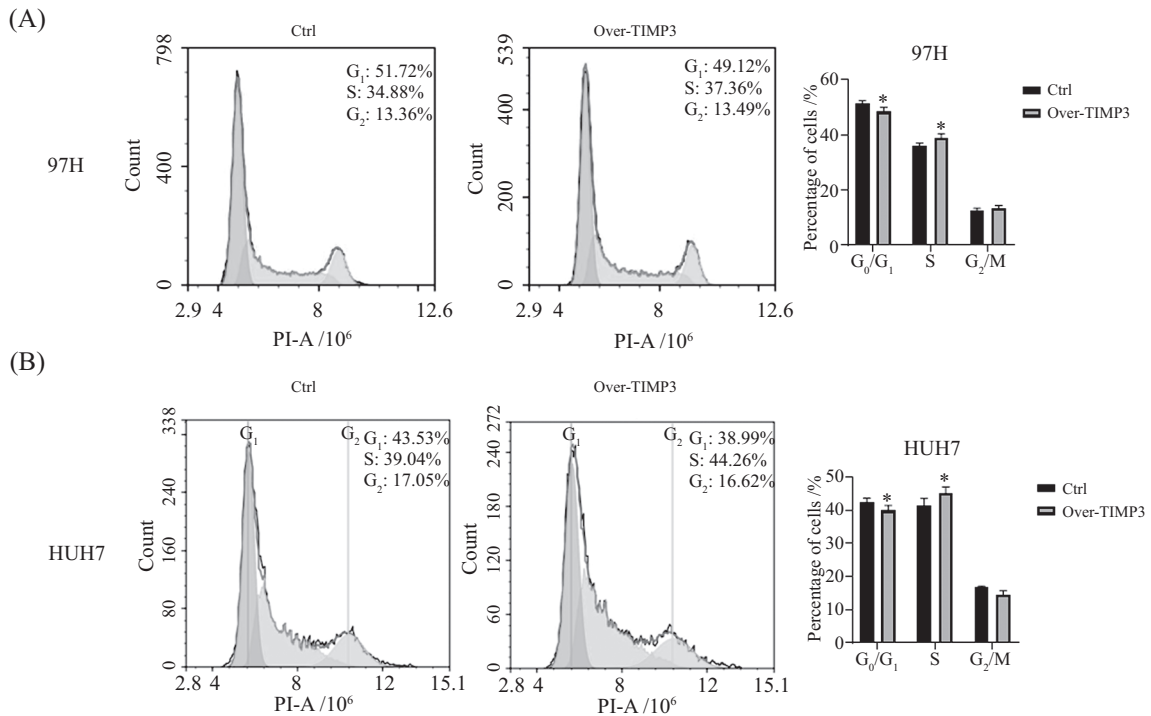 (A)
Ctrl
798
400
0
Count
G₁: 51.72%
S: 34.88%
G₂: 13.36%
2.9 4 8 12.6
PI-A /10⁶
Over-TIMP3
539
400
200
0
Count
G₁: 49.12%
S: 37.36%
G₂: 13.49%
2.9 4 8 12.6
PI-A /10⁶
97H
97H
Percentage of cells /%
60
40
20
0
* *
G₀/G₁ S G₂/M
Ctrl
Over-TIMP3
(B)
Ctrl
338
240
160
80
0
Count
G₁ G₂
G₁: 43.53%
S: 39.04%
G₂: 17.05%
2.8 4 8 12 15.1
PI-A /10⁶
Over-TIMP3
272
240
180
120
60
0
Count
G₁ G₂
G₁: 38.99%
S: 44.26%
G₂: 16.62%
2.8 4 8 12 15.1
PI-A /10⁶
HUH7
HUH7
Percentage of cells /%
50
40
30
20
10
0
* *
G₀/G₁ S G₂/M
Ctrl
Over-TIMP3